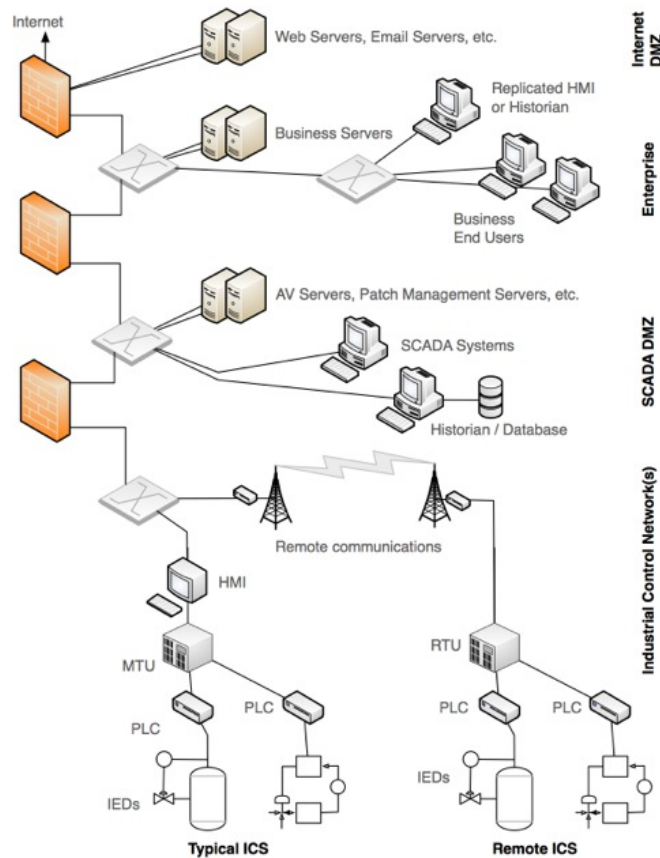 Internet
Web Servers, Email Servers, etc.
Internet
DMZ
Replicated HMI
or Historian
Business Servers
Business
End Users
Enterprise
AV Servers, Patch Management Servers, etc.
SCADA Systems
Historian / Database
SCADA DMZ
Remote communications
HMI
MTU
RTU
PLC
PLC
PLC
PLC
IEDs
IEDs
Industrial Control Network(s)
Typical ICS
Remote ICS